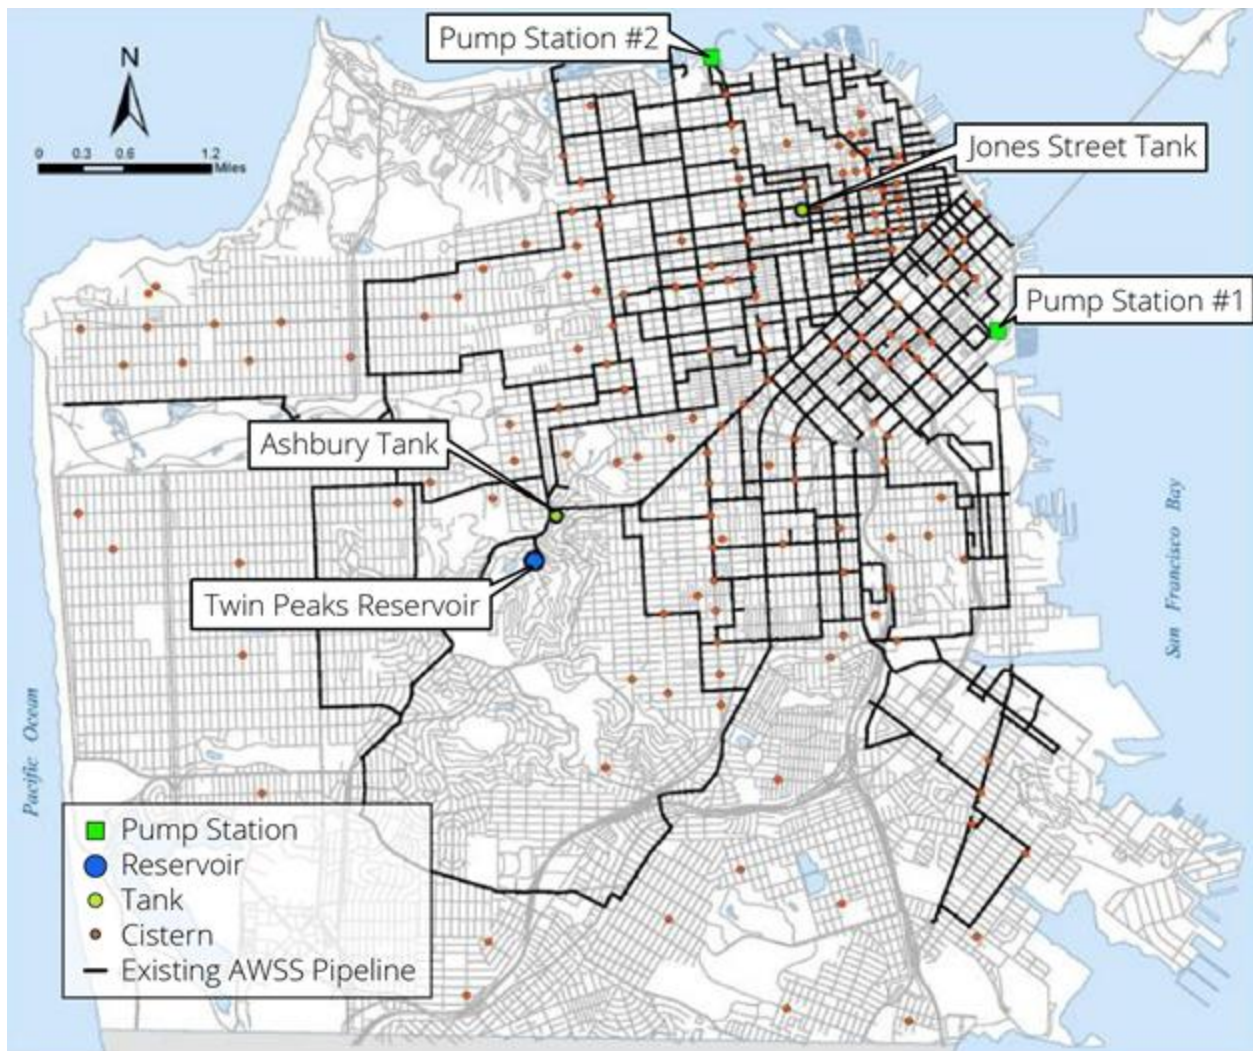 Pump Station #2
N
0 0.3 0.6 1.2
Miles
Jones Street Tank
Pump Station #1
Ashbury Tank
Twin Peaks Reservoir
San Francisco Bay
Pacific Ocean
Pump Station
Reservoir
Tank
Cistern
Existing AWSS Pipeline